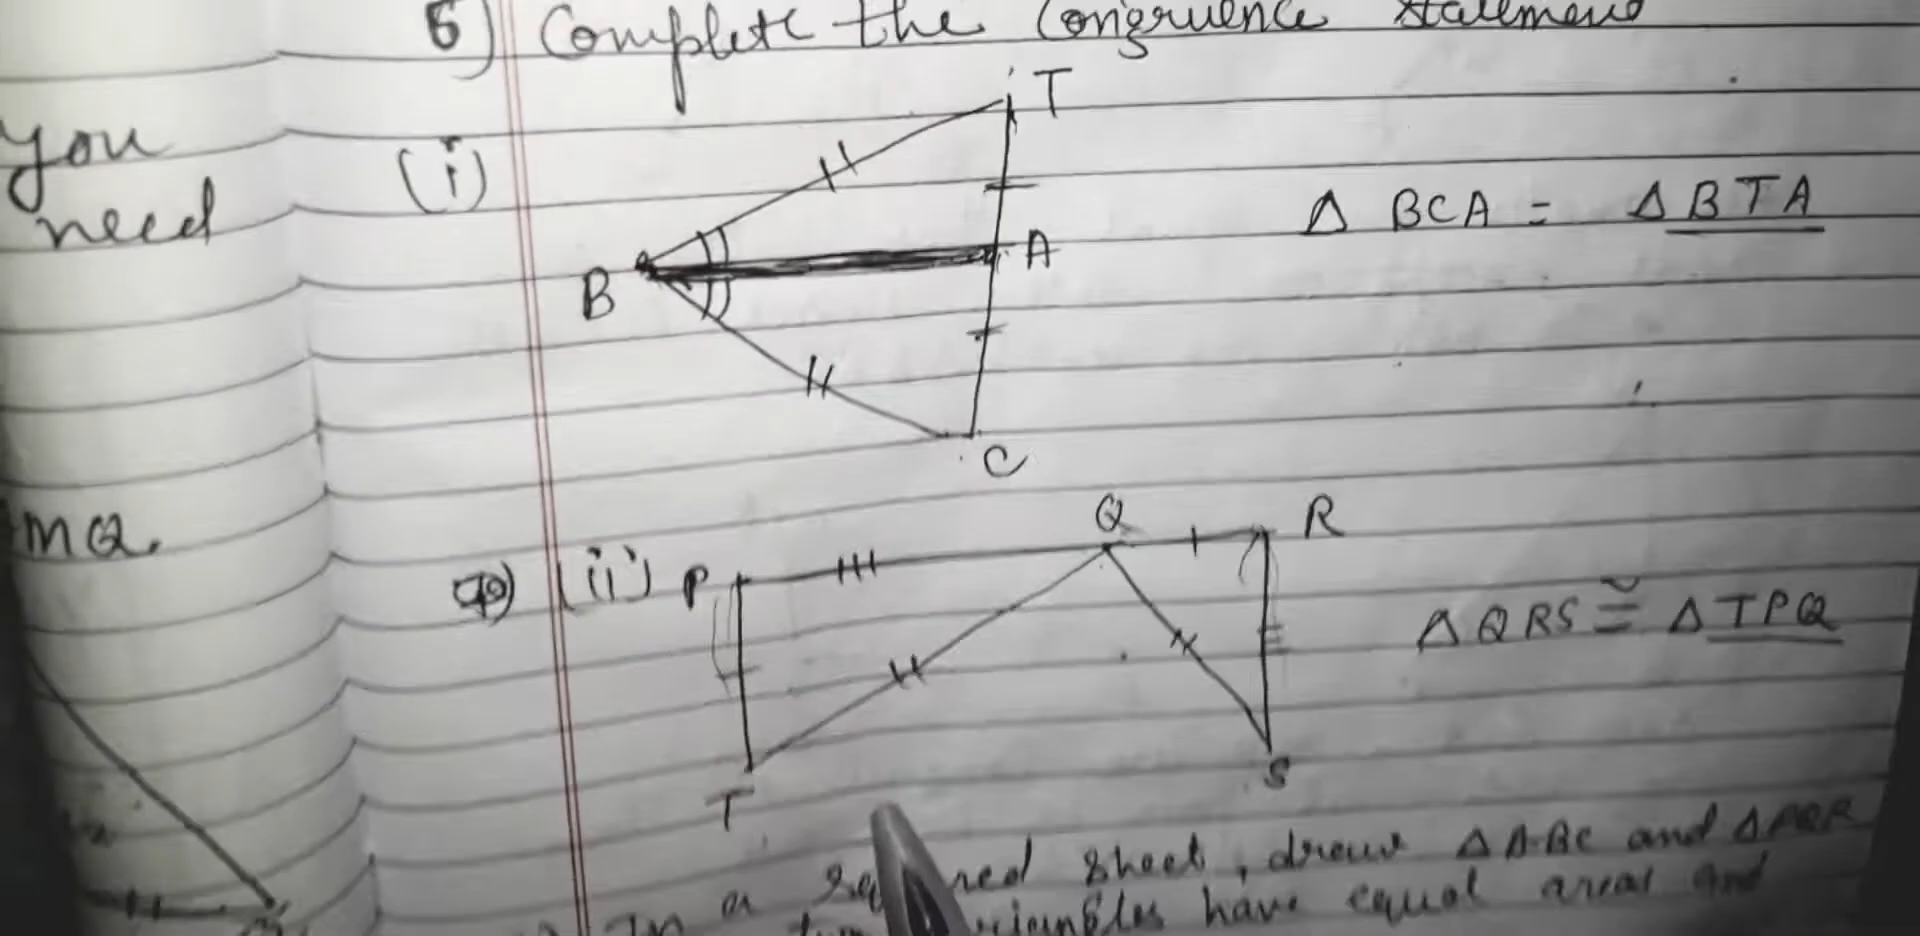 6) Complete the Congruence statement
you
need
(i)
T
B
A
C
Δ BCA = Δ BTA
MQ.
(ii) P
Q
R
T
S
Δ QRS ≅ Δ TPQ
sheet, draw Δ ABC and Δ PQR
have equal areas and